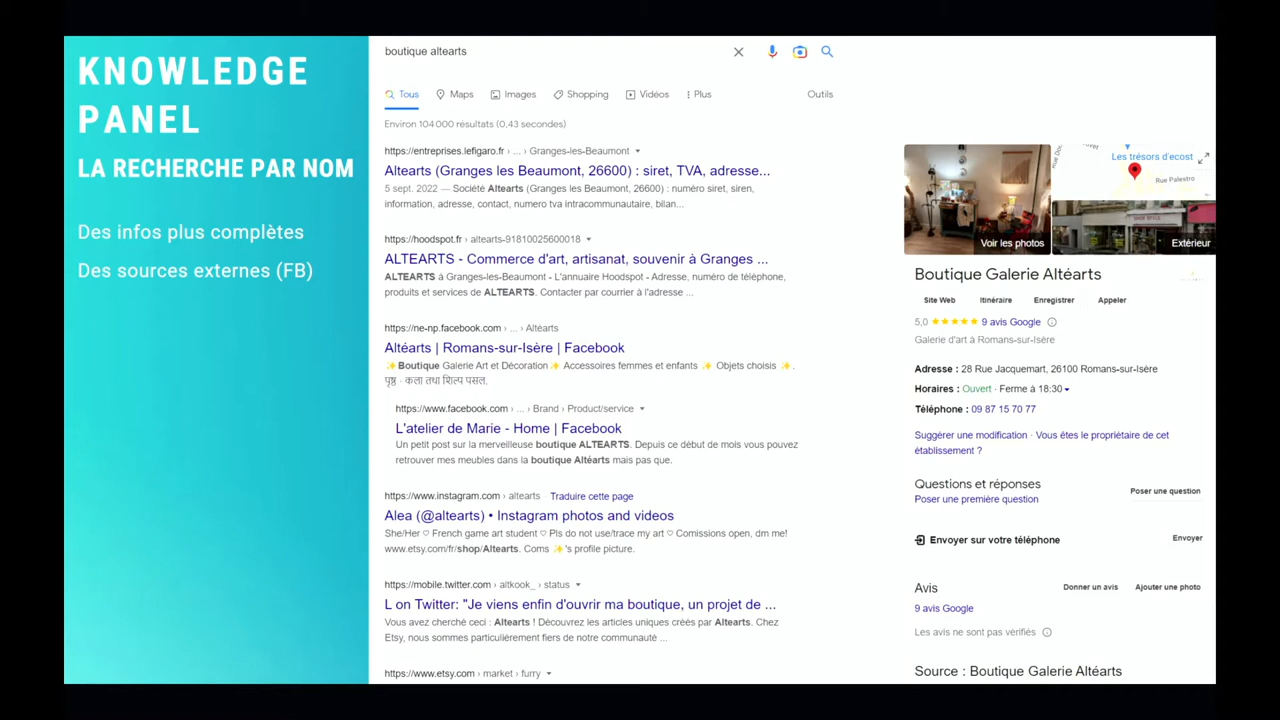 KNOWLEDGE
PANEL
LA RECHERCHE PAR NOM
Des infos plus complètes
Des sources externes (FB)
boutique altearts
Tous Maps Images Shopping Vidéos Plus Outils
Environ 104 000 résultats (0,43 secondes)
https://entreprises.lefigaro.fr › ... › Granges-les-Beaumont
Altearts (Granges les Beaumont, 26600) : siret, TVA, adresse...
5 sept. 2022 — Société Altearts (Granges les Beaumont, 26600) : numéro siret, siren,
information, adresse, contact, numero tva intracommunautaire, bilan...
https://hoodspot.fr › altearts-91810025600018
ALTEARTS - Commerce d'art, artisanat, souvenir à Granges ...
ALTEARTS à Granges-les-Beaumont - L'annuaire Hoodspot - Adresse, numéro de téléphone,
produits et services de ALTEARTS. Contacter par courrier à l'adresse ...
https://ne-np.facebook.com › ... › Altéarts
Altéarts | Romans-sur-Isère | Facebook
✨Boutique Galerie Art et Décoration✨ Accessoires femmes et enfants ✨ Objets choisis ✨.
पृष्ठ · कला तथा शिल्प पसल.
https://www.facebook.com › ... › Brand › Product/service
L'atelier de Marie - Home | Facebook
Un petit post sur la merveilleuse boutique ALTEARTS. Depuis ce début de mois vous pouvez
retrouver mes meubles dans la boutique Altéarts mais pas que.
https://www.instagram.com › altearts Traduire cette page
Alea (@altearts) • Instagram photos and videos
She/Her ♡ French game art student ♡ Pls do not use/trace my art ♡ Comissions open, dm me!
www.etsy.com/fr/shop/Altearts. Coms ✨'s profile picture.
https://mobile.twitter.com › altkook_ › status
L on Twitter: "Je viens enfin d'ouvrir ma boutique, un projet de ...
Vous avez cherché ceci : Altearts ! Découvrez les articles uniques créés par Altearts. Chez
Etsy, nous sommes particulièrement fiers de notre communauté ...
https://www.etsy.com › market › furry
Les trésors d'ecost
Rue Palestro
Voir les photos
Extérieur
Boutique Galerie Altéarts
Site Web Itinéraire Enregistrer Appeler
5,0 ★★★★★ 9 avis Google
Galerie d'art à Romans-sur-Isère
Adresse : 28 Rue Jacquemart, 26100 Romans-sur-Isère
Horaires : Ouvert · Ferme à 18:30
Téléphone : 09 87 15 70 77
Suggérer une modification · Vous êtes le propriétaire de cet
établissement ?
Questions et réponses
Poser une question
Poser une première question
Envoyer sur votre téléphone Envoyer
Avis Donner un avis Ajouter une photo
9 avis Google
Les avis ne sont pas vérifiés
Source : Boutique Galerie Altéarts